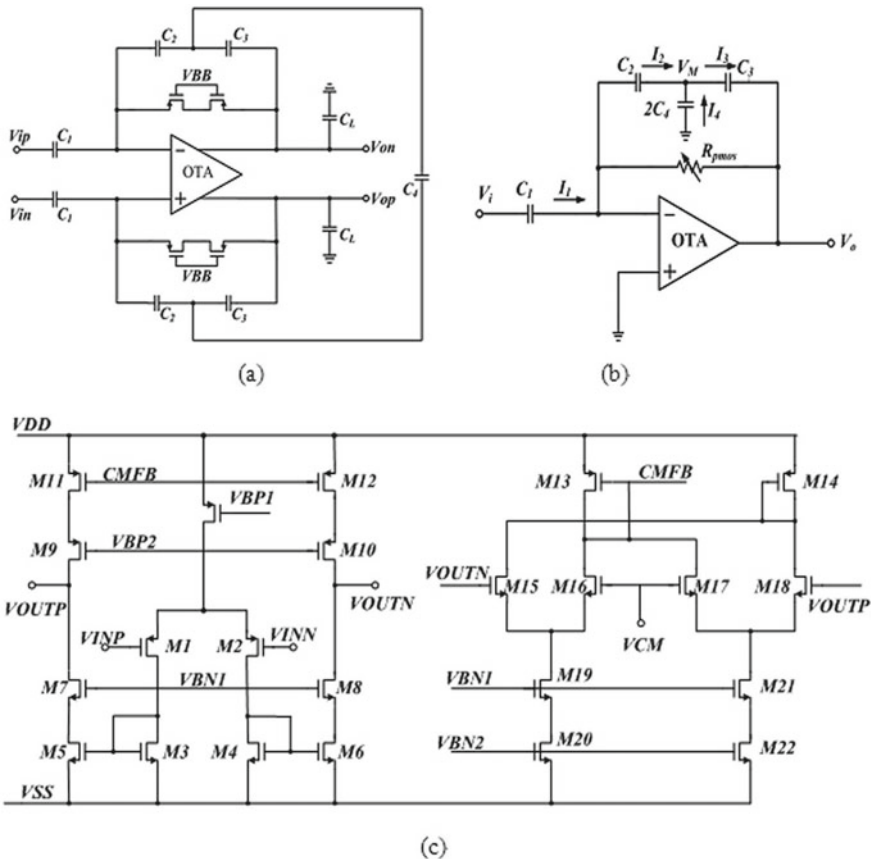 C2 C3
VBB
Vip C1 CL Von
OTA
− +
Vin C1 Vop
C4
CL
VBB
C2 C3
(a)
I2 VM I3
C2 C3
2C4 I4
Rpmos
Vi C1 I1
− +
OTA
Vo
(b)
VDD
M11 CMFB M12 M13 CMFB M14
VBP1
M9 VBP2 M10
VOUTP VOUTN VOUTN M15 M16 M17 M18 VOUTP
VINP M1 M2 VINN
VCM
M7 VBN1 M8 VBN1 M19 M21
M5 M3 M4 M6 VBN2 M20 M22
VSS
(c)